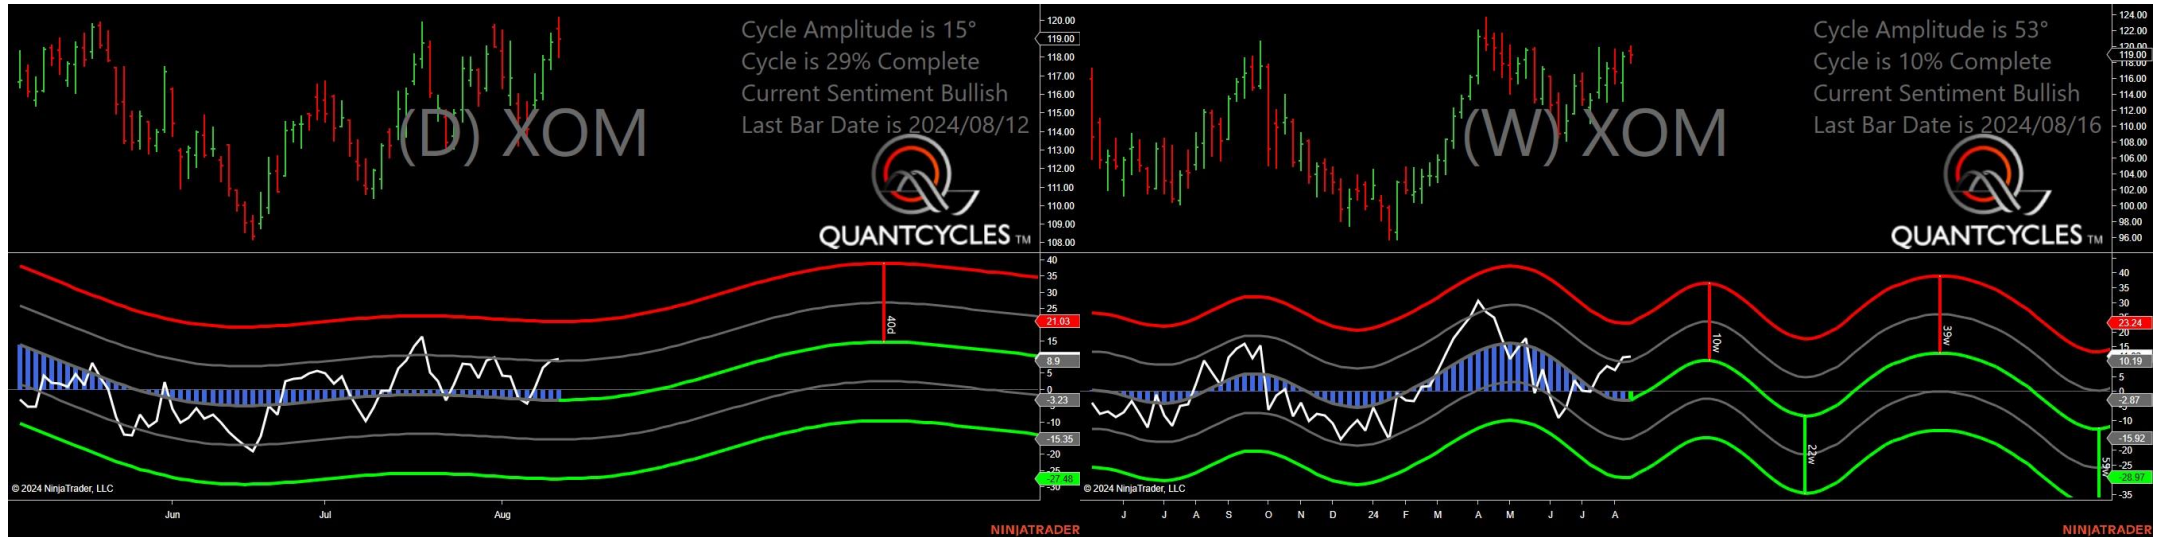 Cycle Amplitude is 15°
Cycle is 29% Complete
Current Sentiment Bullish
Last Bar Date is 2024/08/12
(D) XOM
QUANTCYCLES TM
120.00
119.00
118.00
117.00
116.00
115.00
114.00
113.00
112.00
111.00
110.00
109.00
108.00
40
35
30
25
21.03
15
8.9
5
0
-3.23
-10
-15.35
-20
-25
-27.48
-30
40d
© 2024 NinjaTrader, LLC
Jun Jul Aug
NINJATRADER
Cycle Amplitude is 53°
Cycle is 10% Complete
Current Sentiment Bullish
Last Bar Date is 2024/08/16
(W) XOM
QUANTCYCLES TM
124.00
122.00
120.00
119.00
118.00
116.00
114.00
112.00
110.00
108.00
106.00
104.00
102.00
100.00
98.00
96.00
40
35
30
23.24
20
15
10.19
5
0
-2.87
-5
-10
-15.92
-20
-25
-28.97
-35
10w
22w
39w
59w
© 2024 NinjaTrader, LLC
J J A S O N D 24 F M A M J J A
NINJATRADER